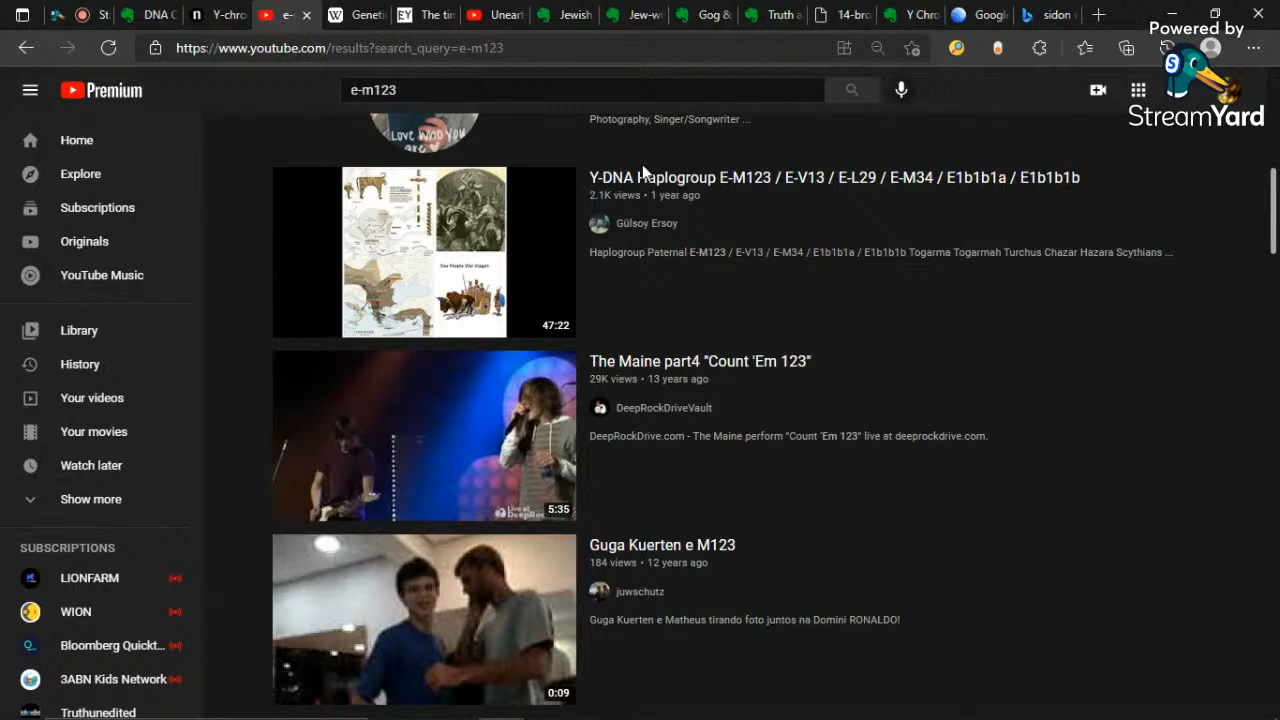 St
DNA C
Y-chro
e-
Geneti
The tir
Uneart
Jewish
Jew-w
Gog &
Truth a
14-bro
Y Chro
Googl
sidon
https://www.youtube.com/results?search_query=e-m123
Powered by
StreamYard
Premium
e-m123
Home
Explore
Subscriptions
Originals
YouTube Music
Library
History
Your videos
Your movies
Watch later
Show more
SUBSCRIPTIONS
LIONFARM
WION
Bloomberg Quickt...
3ABN Kids Network
Truthunedited
LOVE WHO YOU
ARE
Photography, Singer/Songwriter ...
Y-DNA Haplogroup E-M123 / E-V13 / E-L29 / E-M34 / E1b1b1a / E1b1b1b
2.1K views • 1 year ago
Gülsoy Ersoy
Haplogroup Paternal E-M123 / E-V13 / E-M34 / E1b1b1a / E1b1b1b Togarma Togarmah Turchus Chazar Hazara Scythians ...
47:22
The Maine part4 "Count 'Em 123"
29K views • 13 years ago
DeepRockDriveVault
DeepRockDrive.com - The Maine perform "Count 'Em 123" live at deeprockdrive.com.
5:35
Guga Kuerten e M123
184 views • 12 years ago
juwschutz
Guga Kuerten e Matheus tirando foto juntos na Domini RONALDO!
0:09